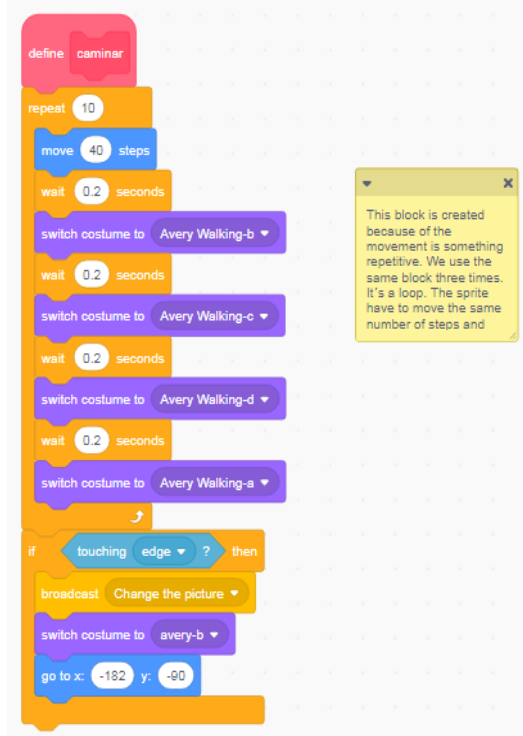 define caminar
repeat 10
move 40 steps
wait 0.2 seconds
switch costume to Avery Walking-b
wait 0.2 seconds
switch costume to Avery Walking-c
wait 0.2 seconds
switch costume to Avery Walking-d
wait 0.2 seconds
switch costume to Avery Walking-a
if touching edge ? then
broadcast Change the picture
switch costume to avery-b
go to x: -182 y: -90
This block is created
because of the
movement is something
repetitive. We use the
same block three times.
It's a loop. The sprite
have to move the same
number of steps and